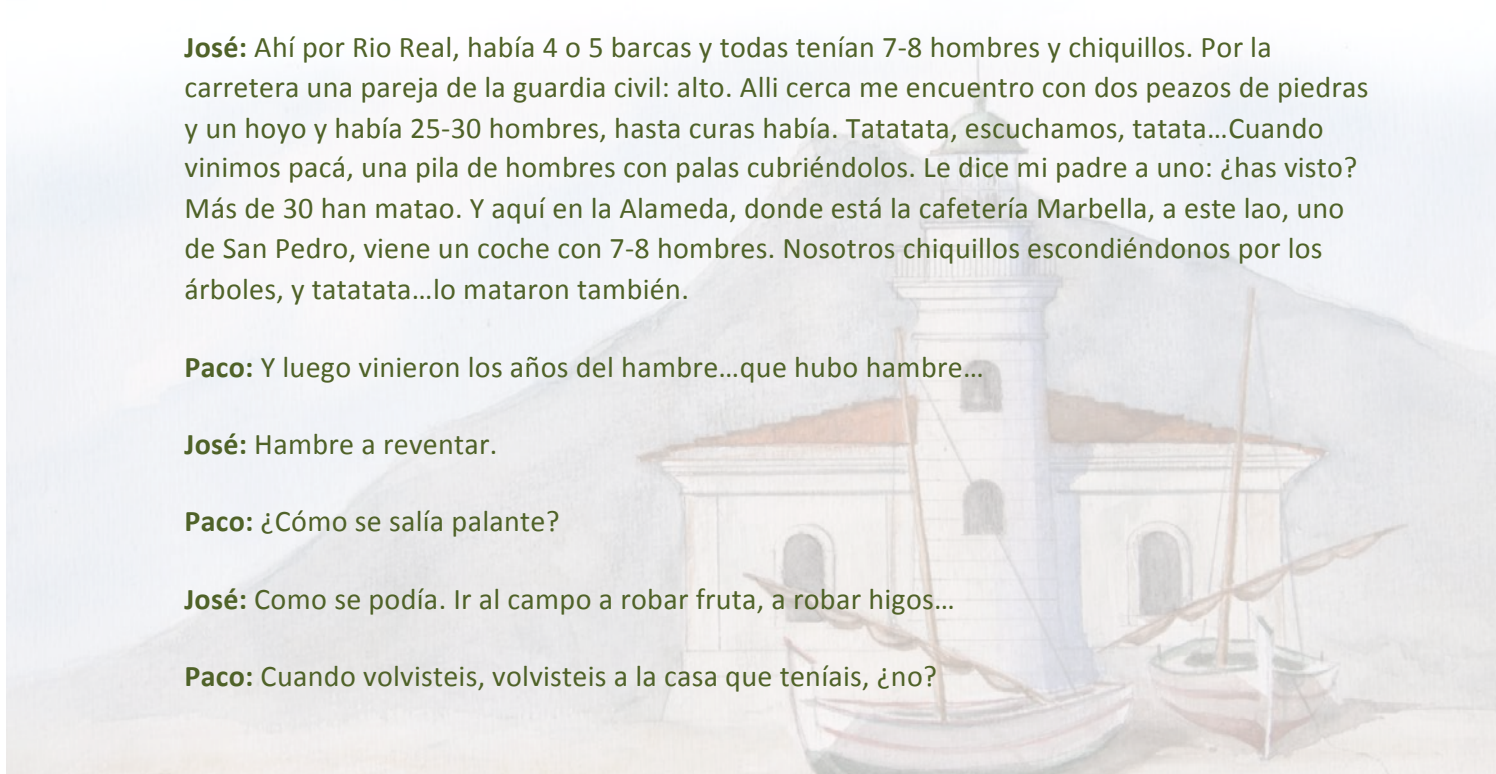 José: Ahí por Rio Real, había 4 o 5 barcas y todas tenían 7-8 hombres y chiquillos. Por la
carretera una pareja de la guardia civil: alto. Alli cerca me encuentro con dos peazos de piedras
y un hoyo y había 25-30 hombres, hasta curas había. Tatatata, escuchamos, tatata…Cuando
vinimos pacá, una pila de hombres con palas cubriéndolos. Le dice mi padre a uno: ¿has visto?
Más de 30 han matao. Y aquí en la Alameda, donde está la cafetería Marbella, a este lao, uno
de San Pedro, viene un coche con 7-8 hombres. Nosotros chiquillos escondiéndonos por los
árboles, y tatatata…lo mataron también.
Paco: Y luego vinieron los años del hambre…que hubo hambre…
José: Hambre a reventar.
Paco: ¿Cómo se salía palante?
José: Como se podía. Ir al campo a robar fruta, a robar higos…
Paco: Cuando volvisteis, volvisteis a la casa que teníais, ¿no?